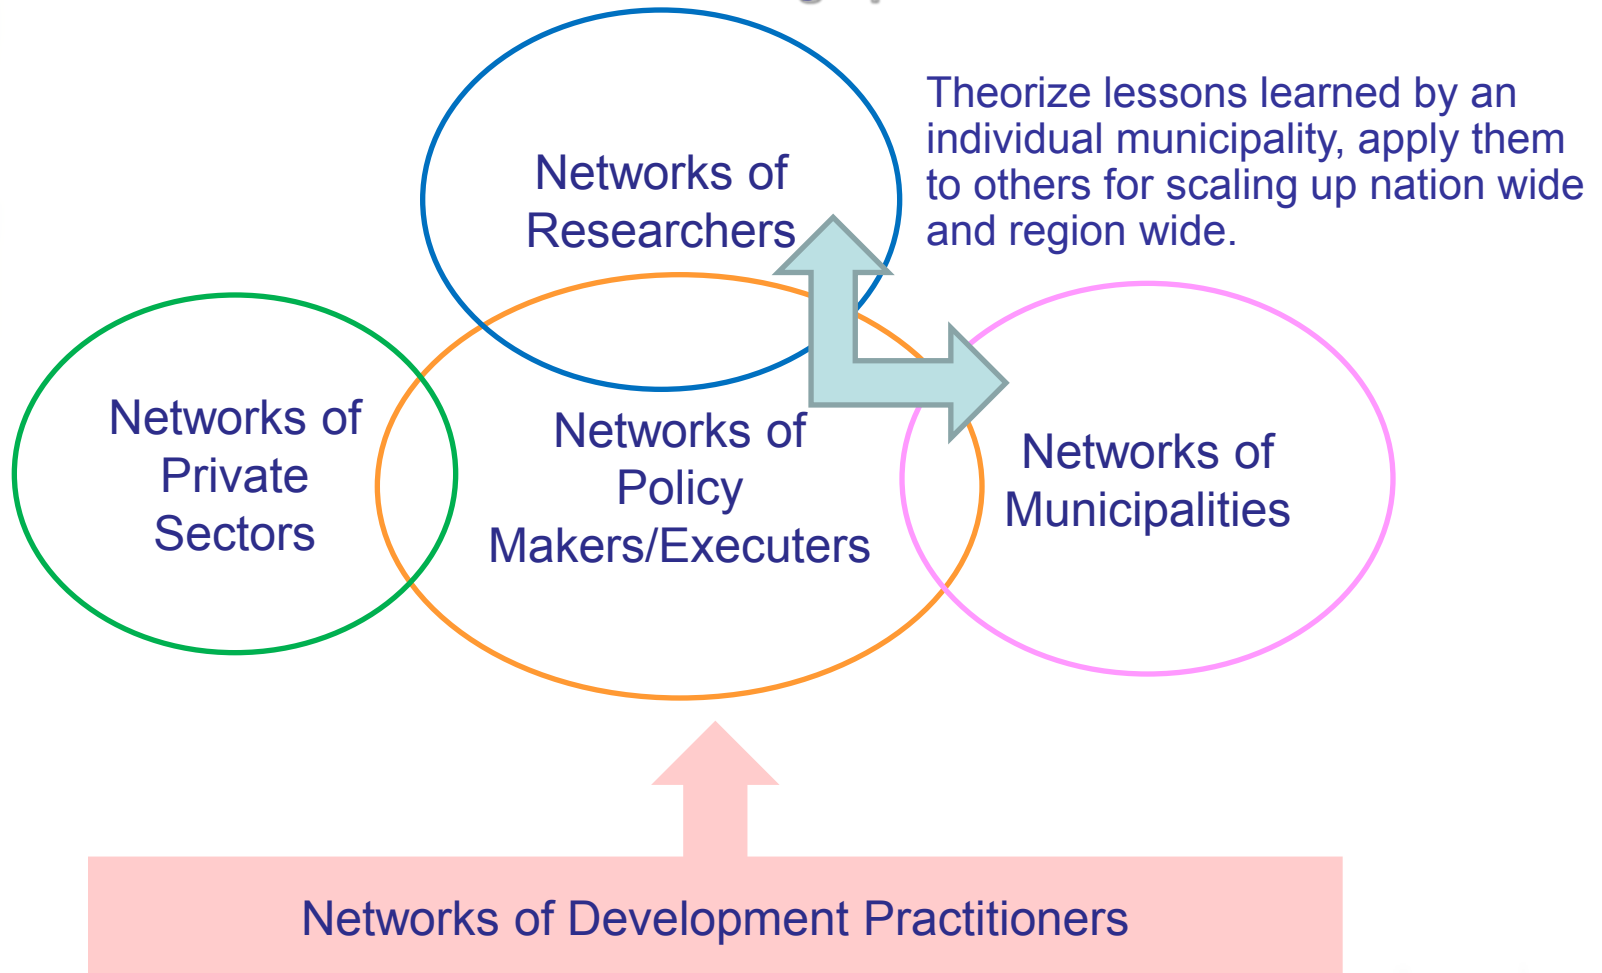 Theorize lessons learned by an
individual municipality, apply them
to others for scaling up nation wide
and region wide.
Networks of
Researchers
Networks of
Private
Sectors
Networks of
Policy
Makers/Executers
Networks of
Municipalities
Networks of Development Practitioners